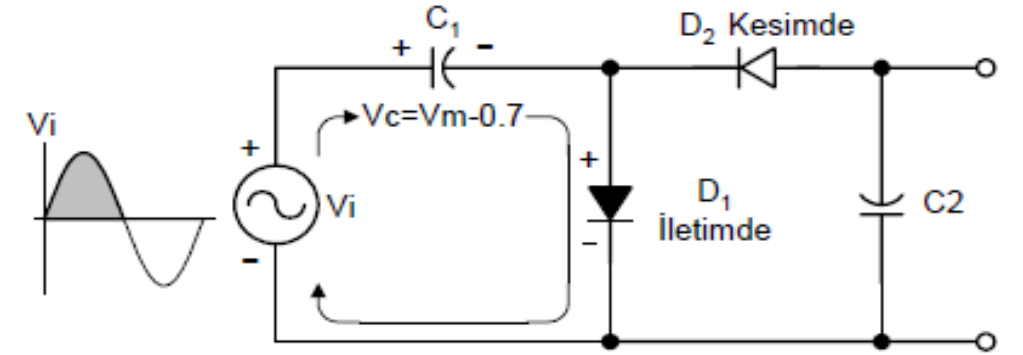 C₁
+ -
D₂ Kesimde
Vi
Vc=Vm-0.7
+
Vi
-
+
-
D₁
İletimde
C2